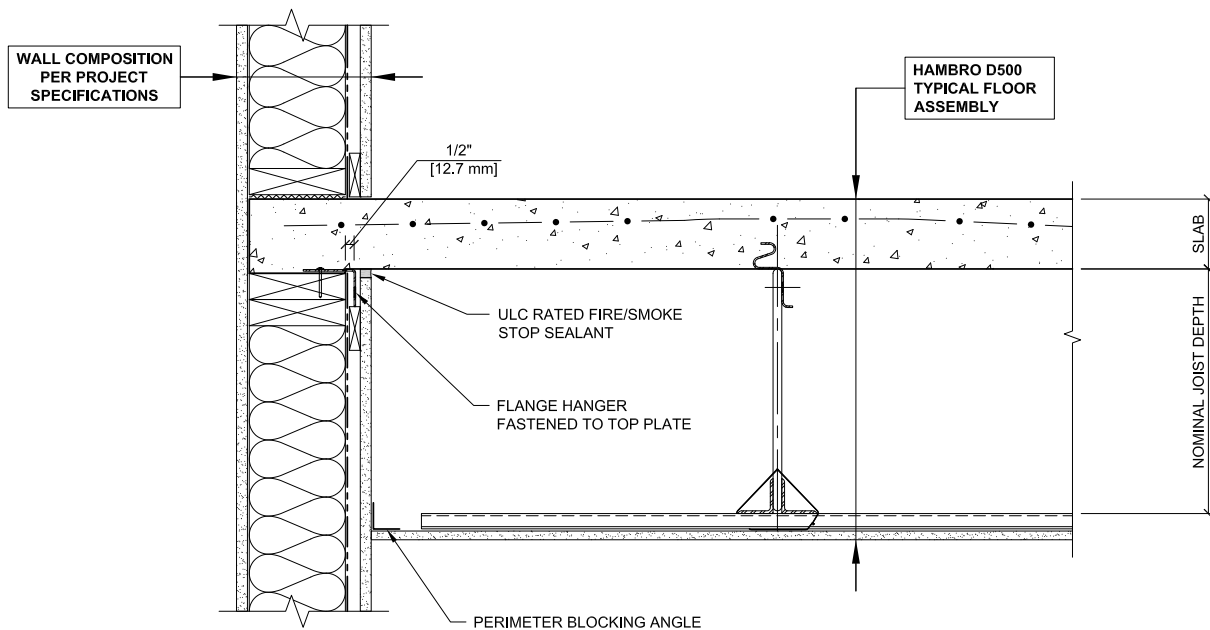 WALL COMPOSITION
PER PROJECT
SPECIFICATIONS
HAMBRO D500
TYPICAL FLOOR
ASSEMBLY
1/2"
[12.7 mm]
SLAB
ULC RATED FIRE/SMOKE
STOP SEALANT
NOMINAL JOIST DEPTH
FLANGE HANGER
FASTENED TO TOP PLATE
PERIMETER BLOCKING ANGLE